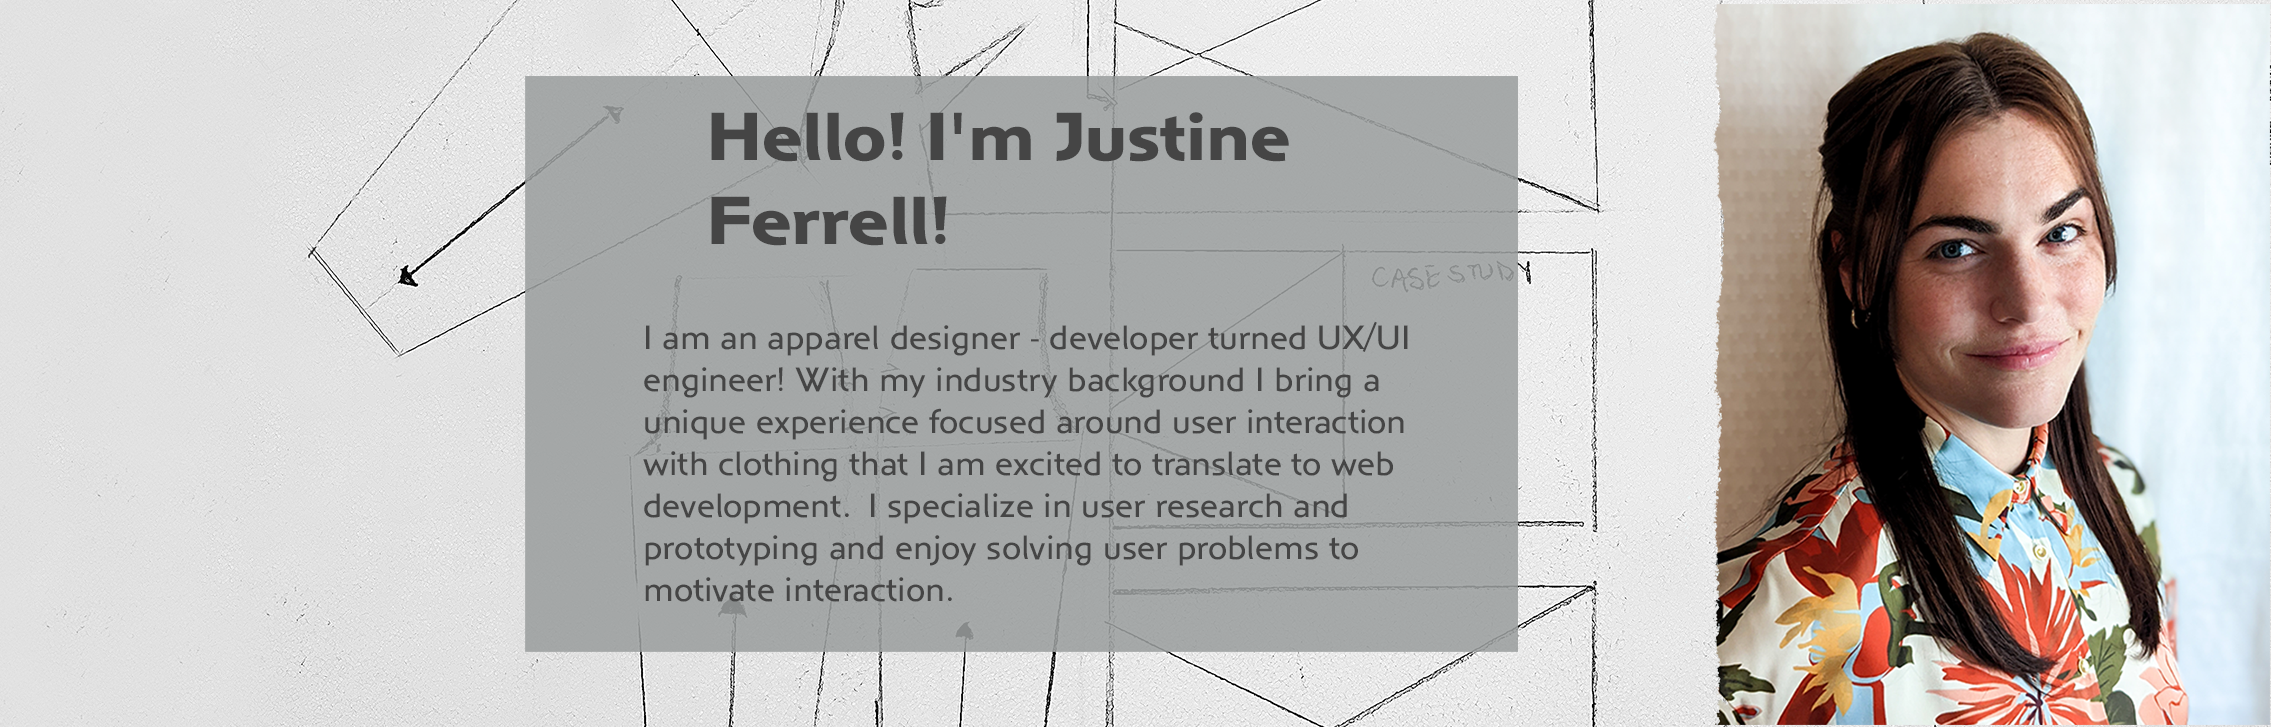 Hello! I'm Justine
Ferrell!
CASE STUDY
I am an apparel designer - developer turned UX/UI
engineer! With my industry background I bring a
unique experience focused around user interaction
with clothing that I am excited to translate to web
development.  I specialize in user research and
prototyping and enjoy solving user problems to
motivate interaction.